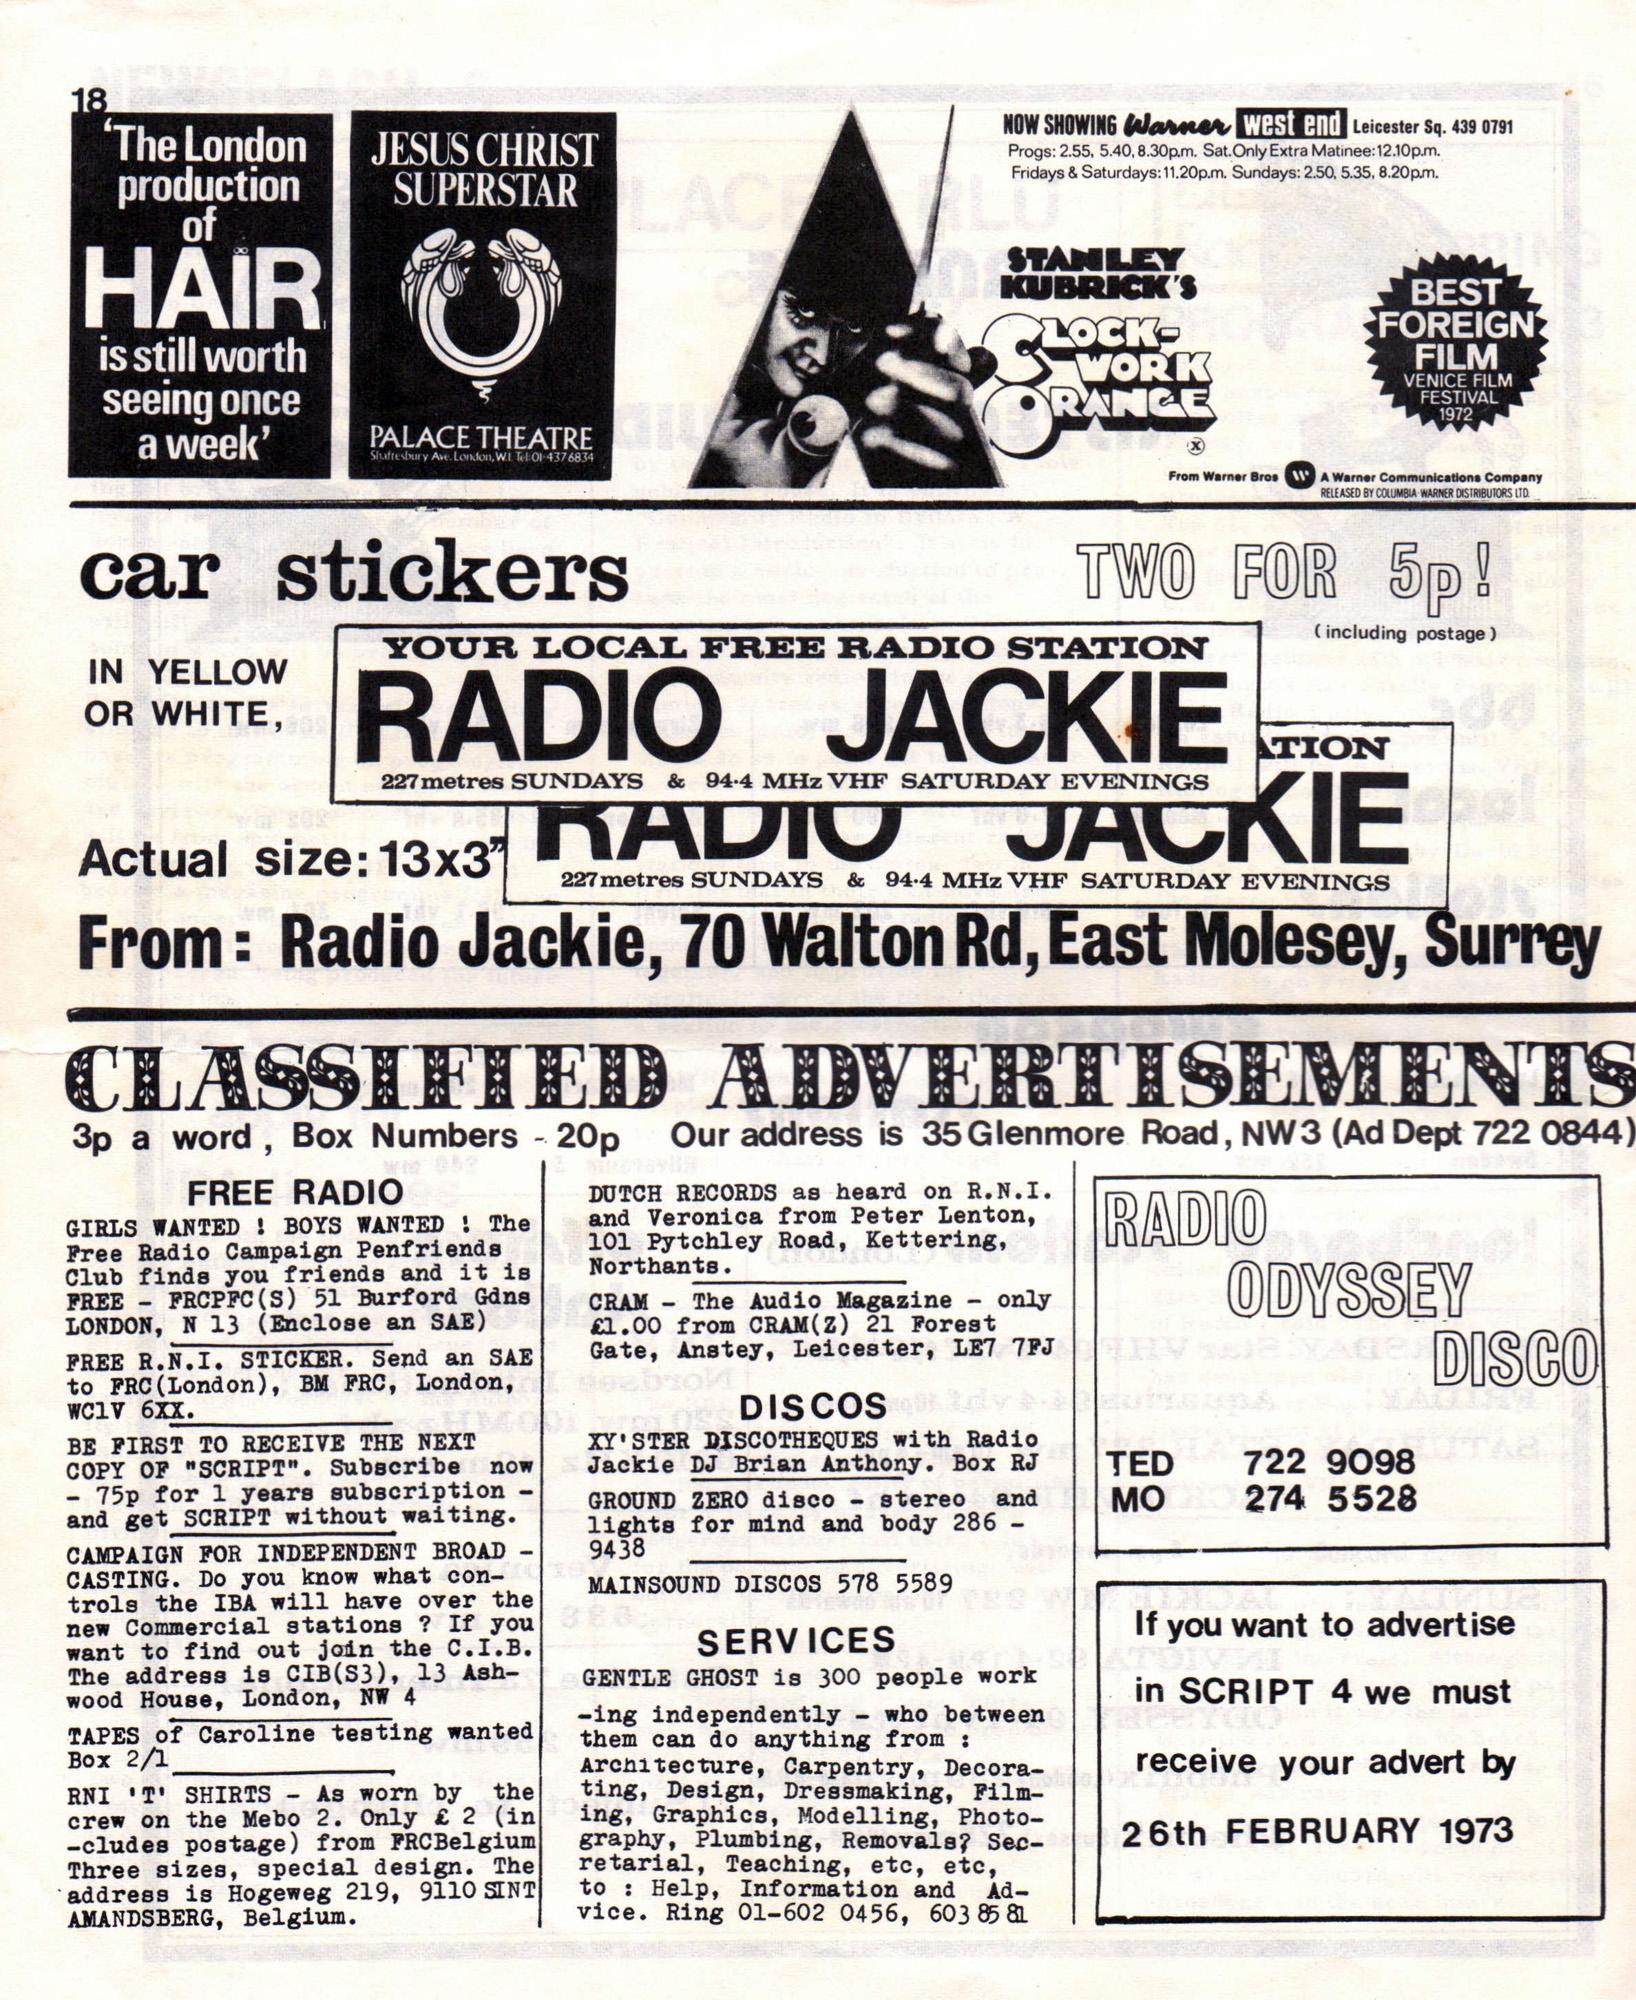 18
'The London
production
of
HAIR
is still worth
seeing once
a week'
JESUS CHRIST
SUPERSTAR
PALACE THEATRE
Shaftesbury Ave. London, W.1. Tel: 01-437 6834
NOW SHOWING Warner west end Leicester Sq. 439 0791
Progs: 2.55, 5.40, 8.30p.m. Sat. Only Extra Matinee: 12.10p.m.
Fridays & Saturdays: 11.20p.m. Sundays: 2.50, 5.35, 8.20p.m.
STANLEY
KUBRICK'S
CLOCK-
WORK
ORANGE
X
BEST
FOREIGN
FILM
VENICE FILM
FESTIVAL
1972
From Warner Bros W A Warner Communications Company
RELEASED BY COLUMBIA-WARNER DISTRIBUTORS LTD.
car stickers
TWO FOR 5p!
(including postage)
IN YELLOW
OR WHITE,
YOUR LOCAL FREE RADIO STATION
RADIO JACKIE
227metres SUNDAYS & 94·4 MHz VHF SATURDAY EVENINGS
ATION
RADIO JACKIE
227metres SUNDAYS & 94·4 MHz VHF SATURDAY EVENINGS
Actual size: 13x3"
From: Radio Jackie, 70 Walton Rd, East Molesey, Surrey
CLASSIFIED ADVERTISEMENTS
3p a word, Box Numbers - 20p Our address is 35 Glenmore Road, NW3 (Ad Dept 722 0844)
FREE RADIO
GIRLS WANTED ! BOYS WANTED ! The
Free Radio Campaign Penfriends
Club finds you friends and it is
FREE - FRCPFC(S) 51 Burford Gdns
LONDON, N 13 (Enclose an SAE)
FREE R.N.I. STICKER. Send an SAE
to FRC(London), BM FRC, London,
WC1V 6XX.
BE FIRST TO RECEIVE THE NEXT
COPY OF "SCRIPT". Subscribe now
- 75p for 1 years subscription -
and get SCRIPT without waiting.
CAMPAIGN FOR INDEPENDENT BROAD -
CASTING. Do you know what con-
trols the IBA will have over the
new Commercial stations ? If you
want to find out join the C.I.B.
The address is CIB(S3), 13 Ash-
wood House, London, NW 4
TAPES of Caroline testing wanted
Box 2/1
RNI 'T' SHIRTS - As worn by the
crew on the Mebo 2. Only £ 2 (in
-cludes postage) from FRCBelgium
Three sizes, special design. The
address is Hogeweg 219, 9110 SINT
AMANDSBERG, Belgium.
DUTCH RECORDS as heard on R.N.I.
and Veronica from Peter Lenton,
101 Pytchley Road, Kettering,
Northants.
CRAM - The Audio Magazine - only
£1.00 from CRAM(Z) 21 Forest
Gate, Anstey, Leicester, LE7 7FJ
DISCOS
XY'STER DISCOTHEQUES with Radio
Jackie DJ Brian Anthony. Box RJ
GROUND ZERO disco - stereo and
lights for mind and body 286 -
9438
MAINSOUND DISCOS 578 5589
SERVICES
GENTLE GHOST is 300 people work
-ing independently - who between
them can do anything from :
Architecture, Carpentry, Decora-
ting, Design, Dressmaking, Film-
ing, Graphics, Modelling, Photo-
graphy, Plumbing, Removals? Sec-
retarial, Teaching, etc, etc,
to : Help, Information and Ad-
vice. Ring 01-602 0456, 603 85 81
RADIO
ODYSSEY
DISCO
TED 722 9098
MO 274 5528
If you want to advertise
in SCRIPT 4 we must
receive your advert by
26th FEBRUARY 1973